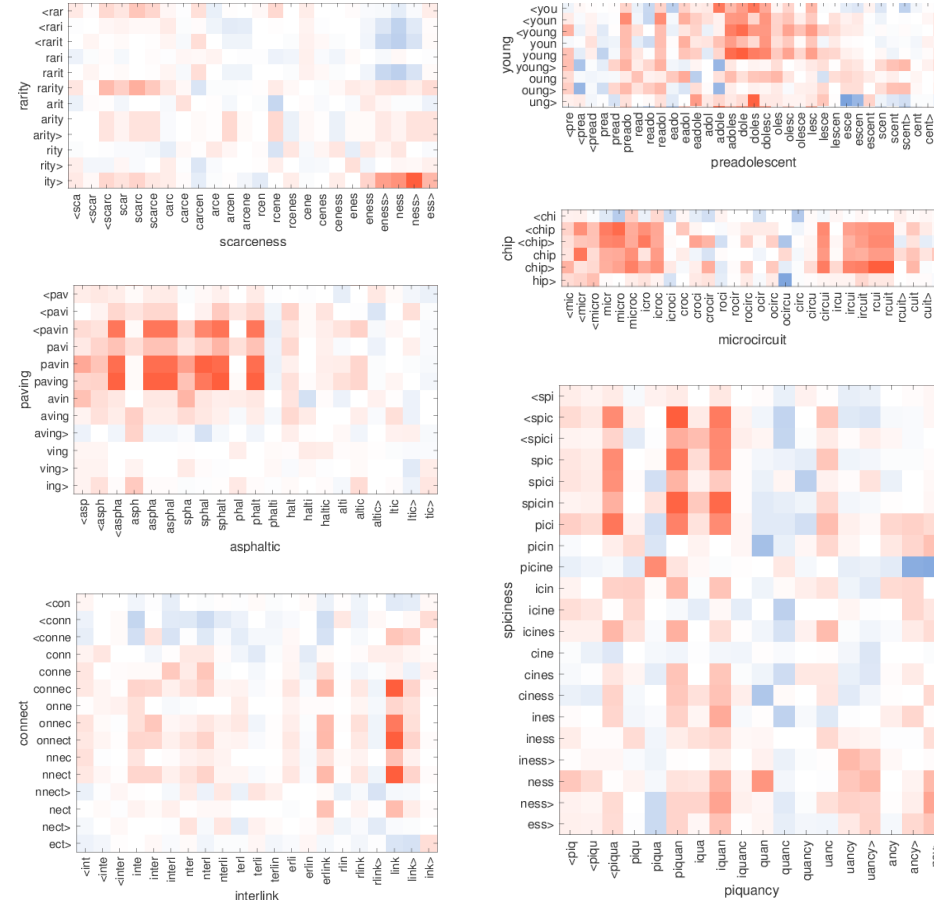 <rar
<rari
<rarit
rari
rarit
rarity
arit
arity
arity>
rity
rity>
ity>
rarity
<sca <scar <scarc scar scarc scarce carc carce carcen arce arcen arcene rcen rcene rcenes cene cenes ceness enes eness eness> ness ness> ess>
scarceness
<you
<youn
<young
youn
young
young>
oung
oung>
ung>
young
<pre <prea <pread prea pread preado read reado readol eado eadol eadole adol adole adoles dole doles dolesc oles olesc olesce lesc lesce lescen esce escen escent scen scent scent> cent cent>
preadolescent
<chi
<chip
<chip>
chip
chip>
hip>
chip
<mic <micr <micro micr micro microc icro icroc icroci croc croci crocir roci rocir rocirc ocir ocirc ocircu circ circu circui ircu ircui ircuit rcui rcuit rcuit> cuit cuit>
microcircuit
<pav
<pavi
<pavin
pavi
pavin
paving
avin
aving
aving>
ving
ving>
ing>
paving
<asp <asph <aspha asph aspha asphal spha sphal sphalt phal phalt phalti halt halti haltic alti altic altic> ltic ltic> tic>
asphaltic
<spi
<spic
<spici
spic
spici
spicin
pici
picin
picine
icin
icine
icines
cine
cines
ciness
ines
iness
iness>
ness
ness>
ess>
spiciness
<piq <piqu <piqua piqu piqua piquan iqua iquan iquanc quan quanc quancy uanc uancy uancy> ancy ancy>
piquancy
<con
<conn
<conne
conn
conne
connec
onne
onnec
onnect
nnec
nnect
nnect>
nect
nect>
ect>
connect
<int <inte <inter inte inter interl nter nterl nterli terl terli terlin erli erlin erlink rlin rlink rlink> link link> ink>
interlink